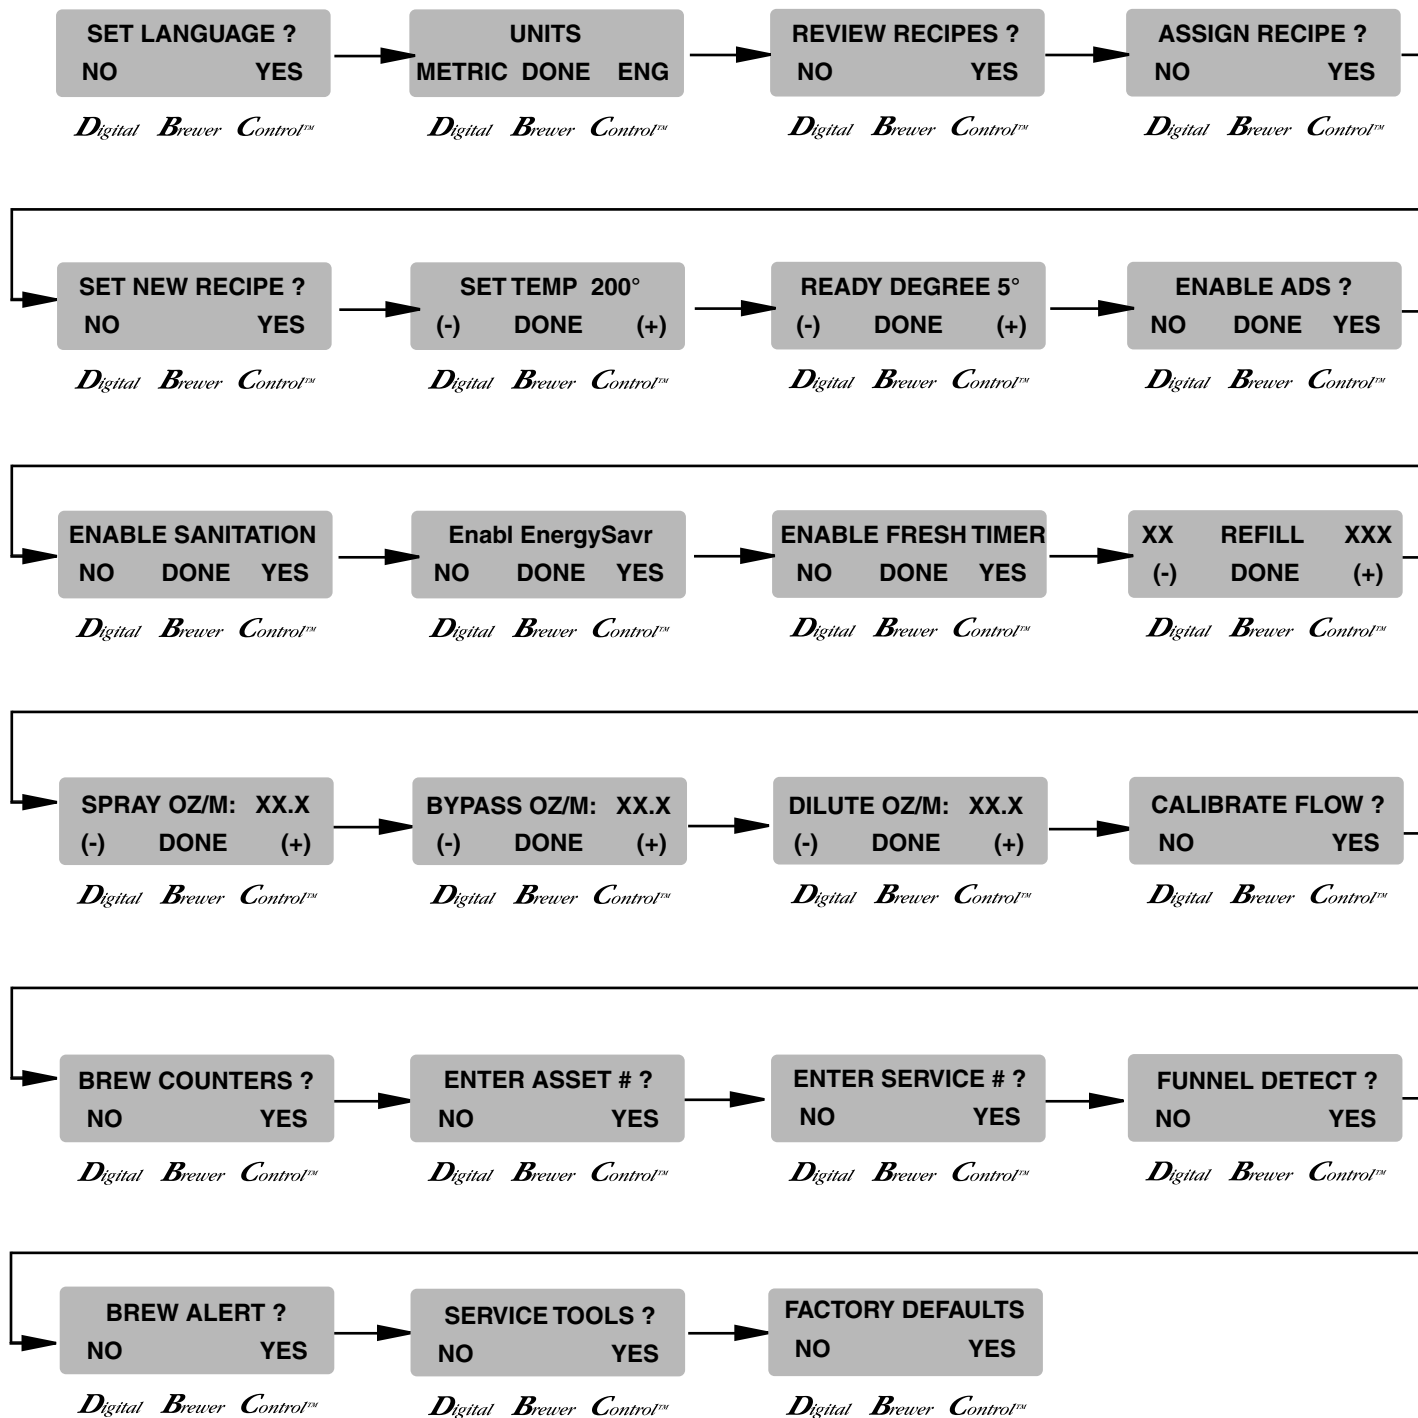 SET LANGUAGE ?
NO YES
Digital Brewer Control™
UNITS
METRIC DONE ENG
Digital Brewer Control™
REVIEW RECIPES ?
NO YES
Digital Brewer Control™
ASSIGN RECIPE ?
NO YES
Digital Brewer Control™
SET NEW RECIPE ?
NO YES
Digital Brewer Control™
SET TEMP 200°
(-) DONE (+)
Digital Brewer Control™
READY DEGREE 5°
(-) DONE (+)
Digital Brewer Control™
ENABLE ADS ?
NO DONE YES
Digital Brewer Control™
ENABLE SANITATION
NO DONE YES
Digital Brewer Control™
Enabl EnergySavr
NO DONE YES
Digital Brewer Control™
ENABLE FRESH TIMER
NO DONE YES
Digital Brewer Control™
XX REFILL XXX
(-) DONE (+)
Digital Brewer Control™
SPRAY OZ/M: XX.X
(-) DONE (+)
Digital Brewer Control™
BYPASS OZ/M: XX.X
(-) DONE (+)
Digital Brewer Control™
DILUTE OZ/M: XX.X
(-) DONE (+)
Digital Brewer Control™
CALIBRATE FLOW ?
NO YES
Digital Brewer Control™
BREW COUNTERS ?
NO YES
Digital Brewer Control™
ENTER ASSET # ?
NO YES
Digital Brewer Control™
ENTER SERVICE # ?
NO YES
Digital Brewer Control™
FUNNEL DETECT ?
NO YES
Digital Brewer Control™
BREW ALERT ?
NO YES
Digital Brewer Control™
SERVICE TOOLS ?
NO YES
Digital Brewer Control™
FACTORY DEFAULTS
NO YES
Digital Brewer Control™